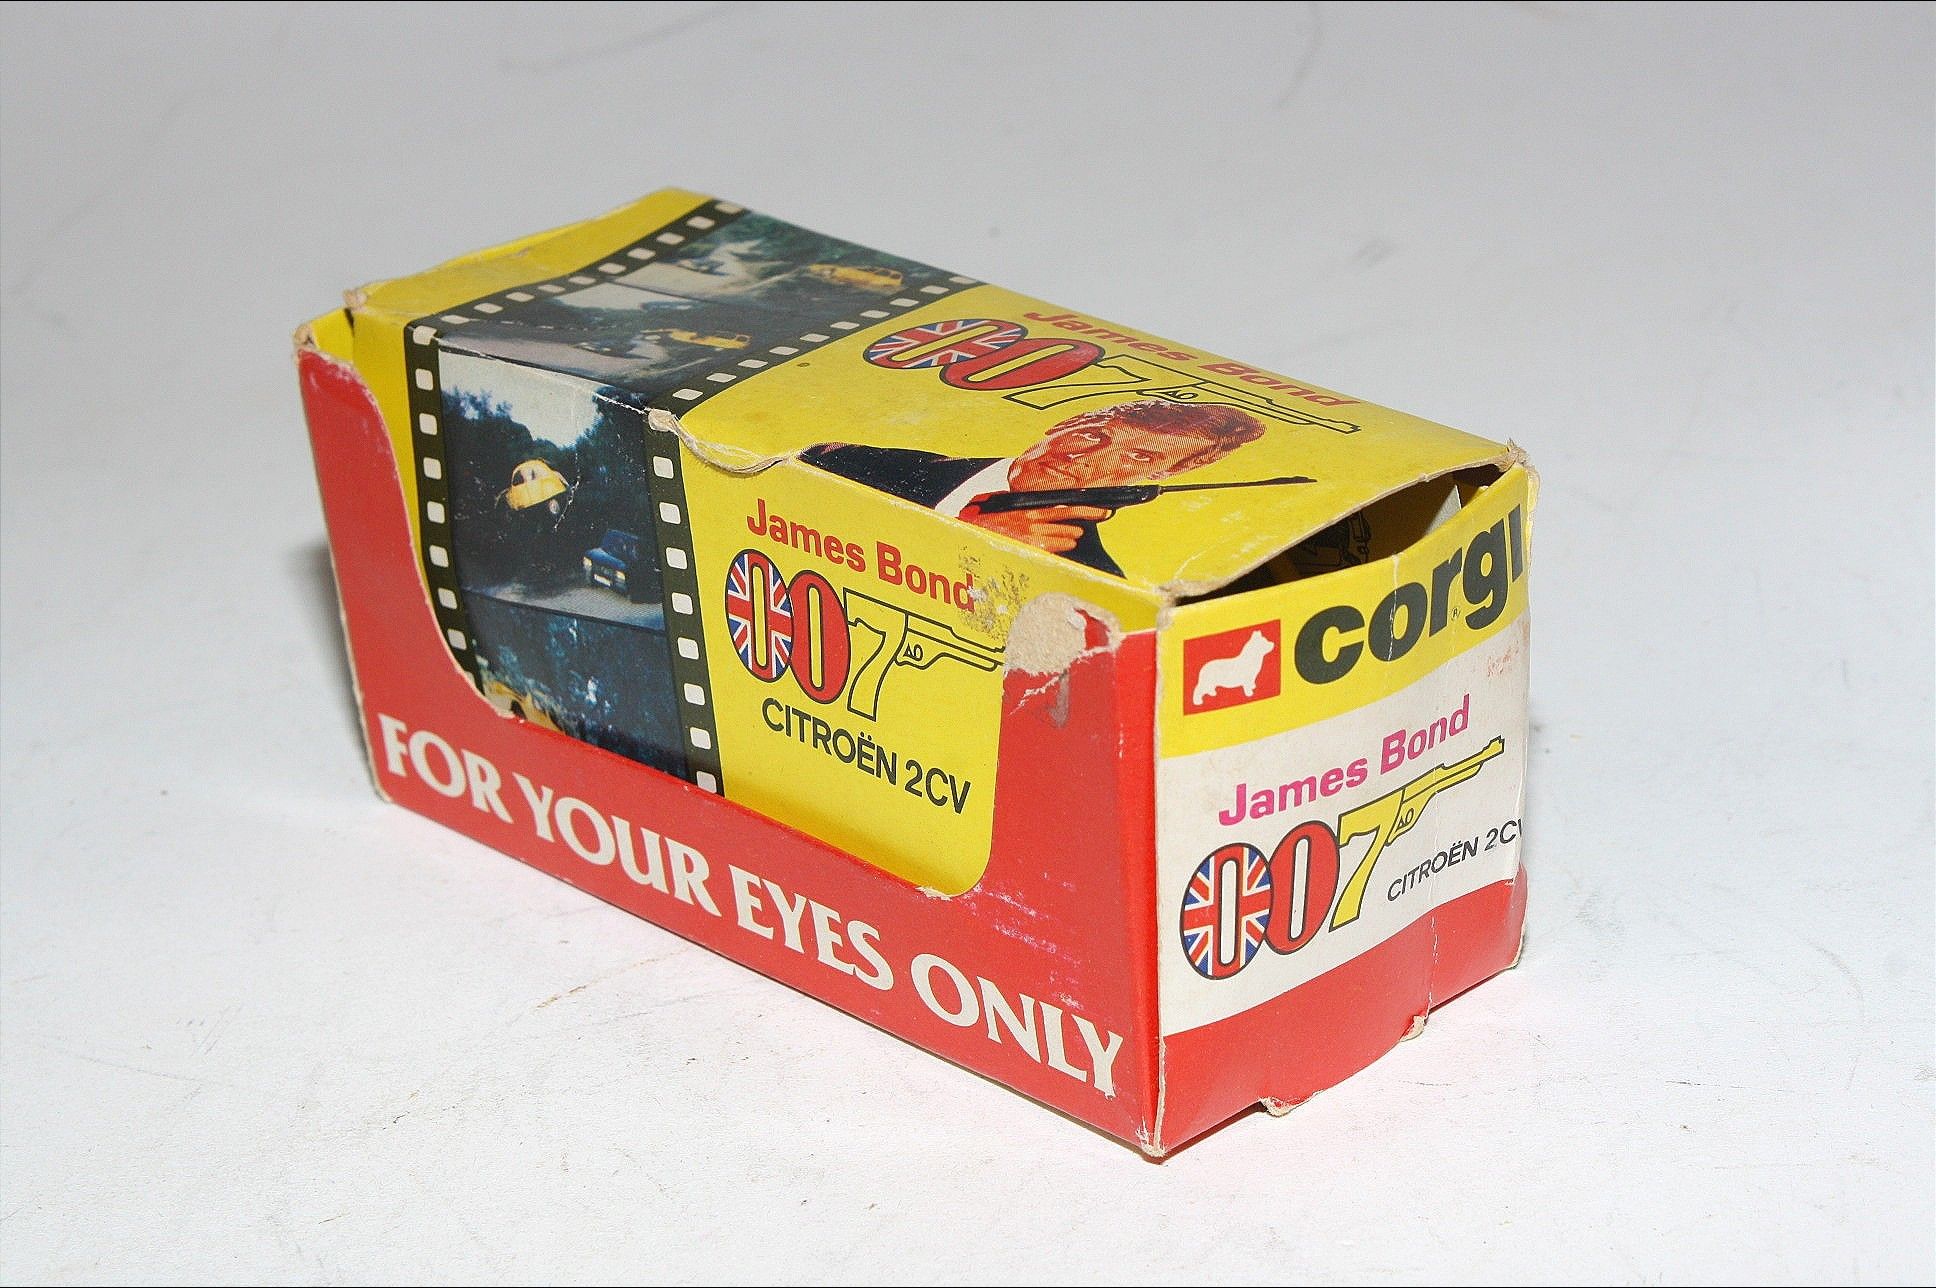 James Bond
007
James Bond
007
CITROËN 2CV
FOR YOUR EYES ONLY
corgi
James Bond
007
CITROËN 2CV